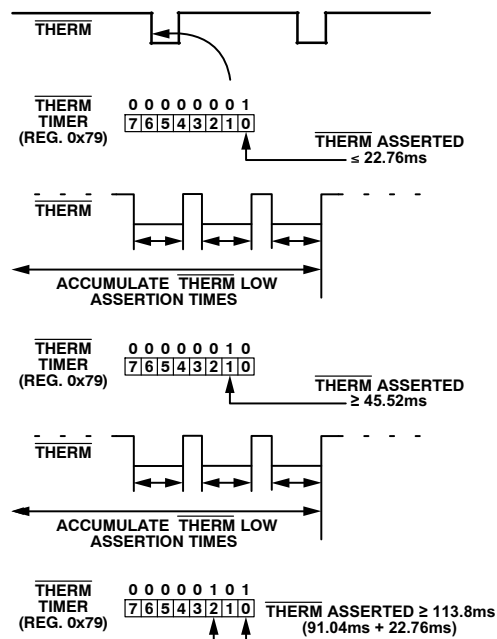 THERM
THERM
TIMER
(REG. 0x79)
0 0 0 0 0 0 0 1
7 6 5 4 3 2 1 0
THERM ASSERTED
≤ 22.76ms
THERM
ACCUMULATE THERM LOW
ASSERTION TIMES
THERM
TIMER
(REG. 0x79)
0 0 0 0 0 0 1 0
7 6 5 4 3 2 1 0
THERM ASSERTED
≥ 45.52ms
THERM
ACCUMULATE THERM LOW
ASSERTION TIMES
THERM
TIMER
(REG. 0x79)
0 0 0 0 0 1 0 1
7 6 5 4 3 2 1 0
THERM ASSERTED ≥ 113.8ms
(91.04ms + 22.76ms)